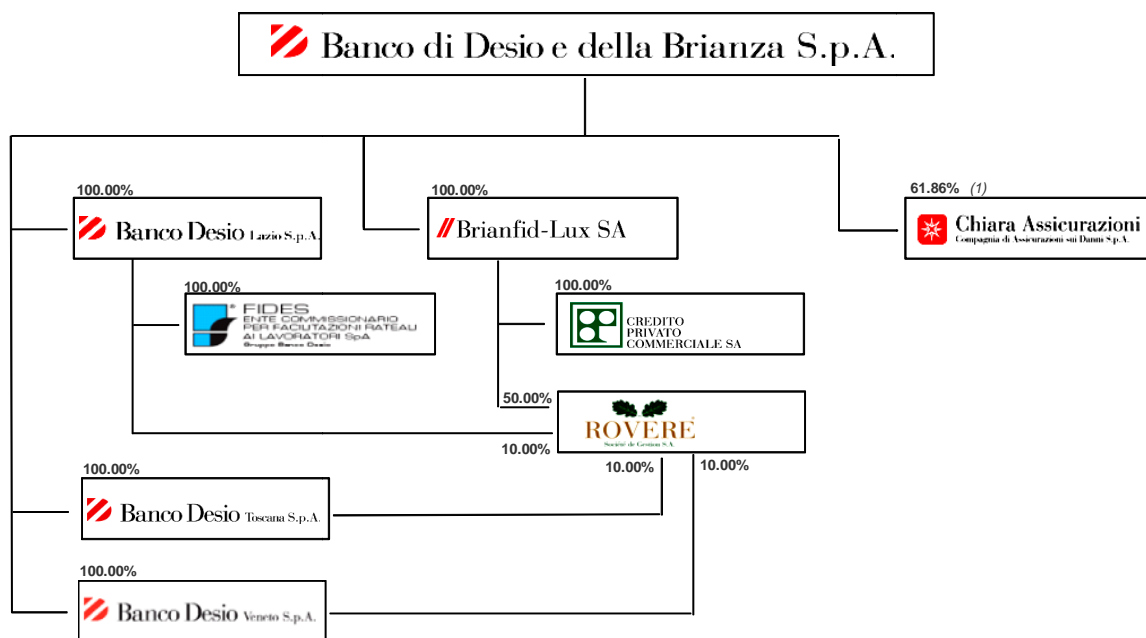 Banco di Desio e della Brianza S.p.A.
100.00%
Banco Desio Lazio S.p.A.
100.00%
Brianfid-Lux SA
61.86% (1)
Chiara Assicurazioni
Compagnia di Assicurazioni sui Danni S.p.A.
100.00%
FIDES
ENTE COMMISSIONARIO
PER FACILITAZIONI RATEALI
AI LAVORATORI SpA
Gruppo Banco Desio
100.00%
CREDITO
PRIVATO
COMMERCIALE SA
50.00%
ROVERE
Société de Gestion S.A.
10.00%
10.00%
10.00%
100.00%
Banco Desio Toscana S.p.A.
100.00%
Banco Desio Veneto S.p.A.